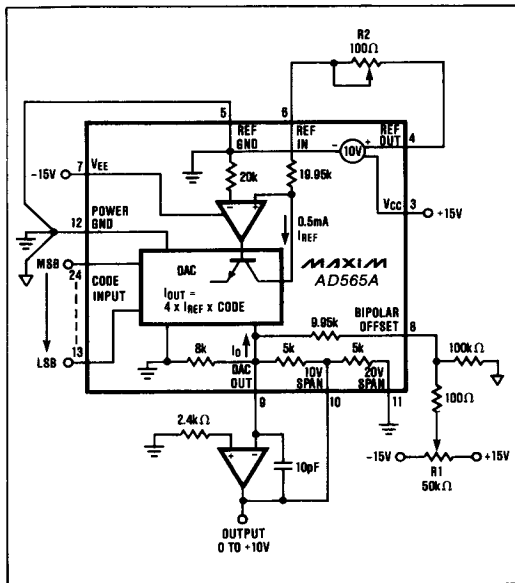 R2
100Ω
5
6
REF
GND
REF
IN
REF
OUT
4
-15V
7
VEE
20k
19.95k
- 10V +
VCC
3
+15V
12
POWER
GND
0.5mA
IREF
MAXIM
AD565A
MSB
24
CODE
INPUT
DAC
IOUT =
4 x IREF x CODE
BIPOLAR
OFFSET
8
9.95k
LSB
13
8k
IO
DAC
OUT
5k
10V
SPAN
5k
20V
SPAN
9
10
11
100kΩ
100Ω
2.4kΩ
+ -
10pF
-15V
+15V
R1
50kΩ
OUTPUT
0 TO +10V